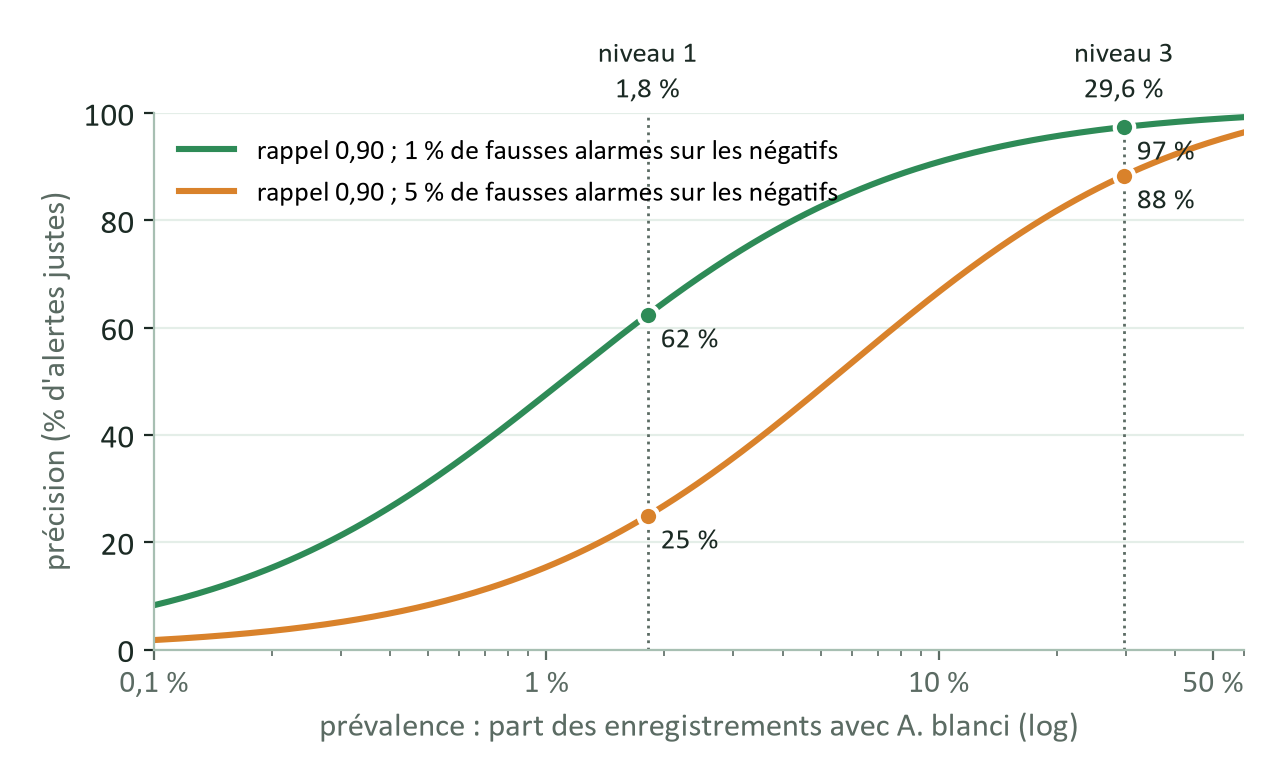 niveau 1
1,8 %
niveau 3
29,6 %
100
80
60
40
20
0
précision (% d'alertes justes)
rappel 0,90 ; 1 % de fausses alarmes sur les négatifs
rappel 0,90 ; 5 % de fausses alarmes sur les négatifs
97 %
88 %
62 %
25 %
0,1 %
1 %
10 %
50 %
prévalence : part des enregistrements avec A. blanci (log)